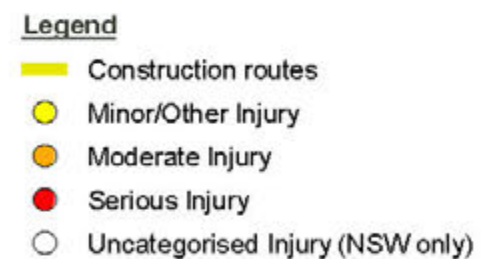 Legend
Construction routes
Minor/Other Injury
Moderate Injury
Serious Injury
Uncategorised Injury (NSW only)